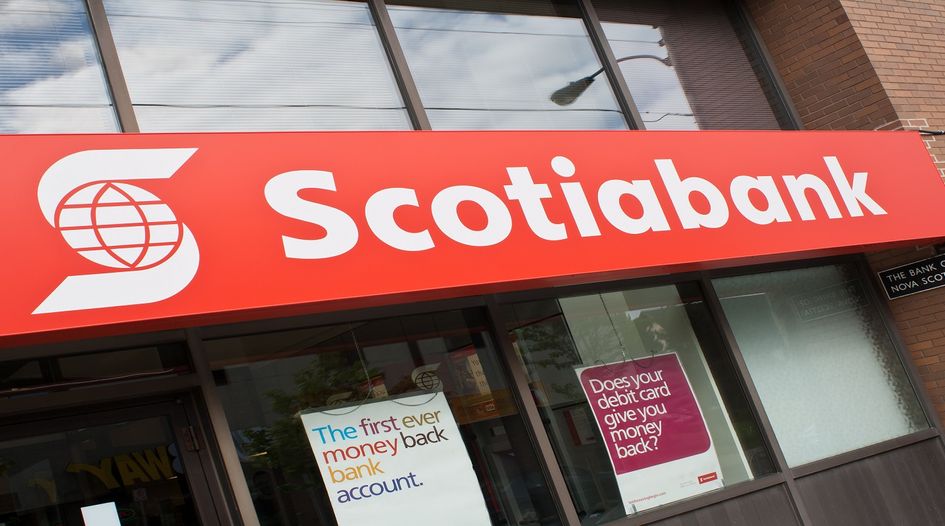 Scotiabank
THE BANK O
NOVA SCOT
The first ever
money back
bank
account.
Does your
debit card
give you
money
back?
WAY